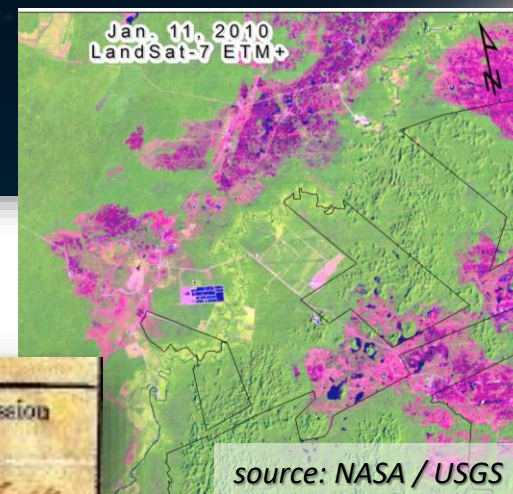 Jan. 11, 2010
LandSat-7 ETM+
ssion
source: NASA / USGS